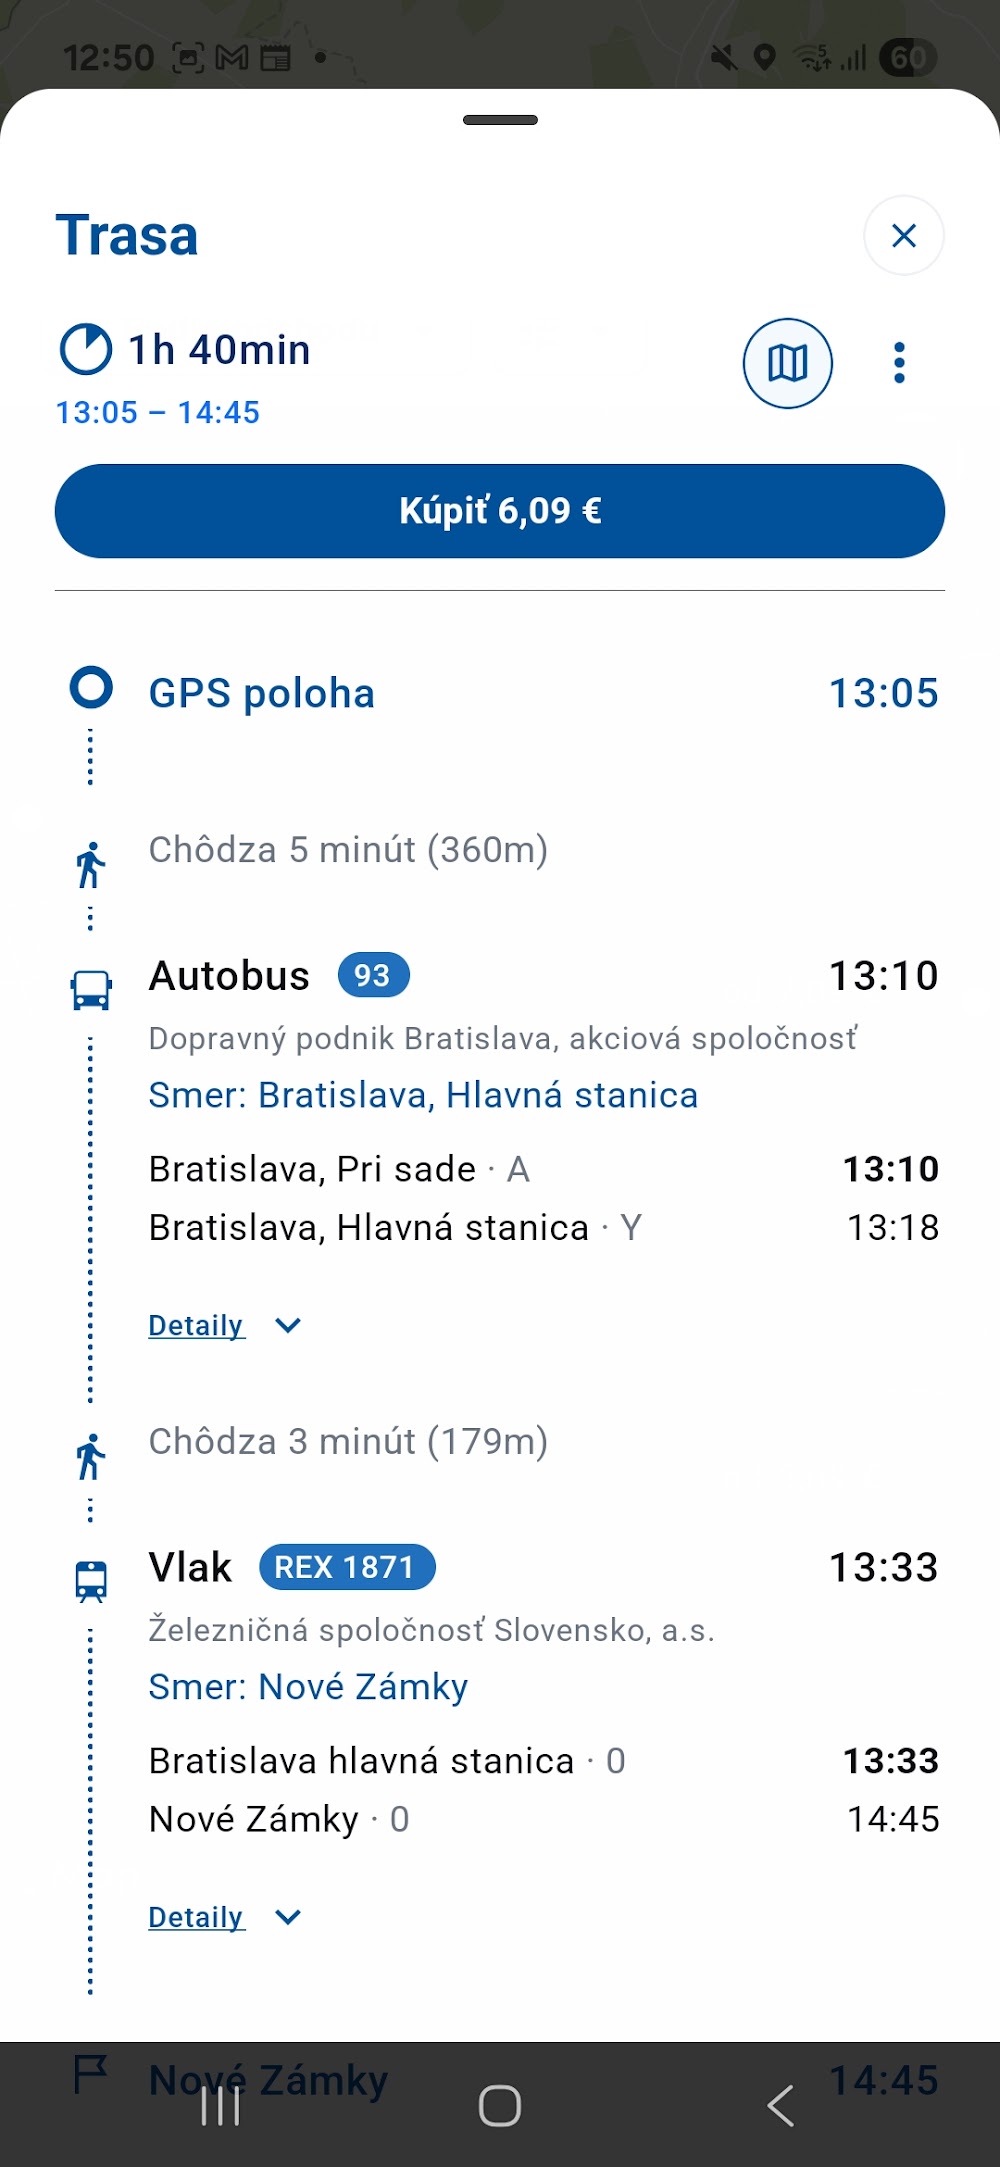 12:50
60
Trasa
1h 40min
13:05 – 14:45
Kúpiť 6,09 €
GPS poloha 13:05
Chôdza 5 minút (360m)
Autobus 93 13:10
Dopravný podnik Bratislava, akciová spoločnosť
Smer: Bratislava, Hlavná stanica
Bratislava, Pri sade · A 13:10
Bratislava, Hlavná stanica · Y 13:18
Detaily
Chôdza 3 minút (179m)
Vlak REX 1871 13:33
Železničná spoločnosť Slovensko, a.s.
Smer: Nové Zámky
Bratislava hlavná stanica · 0 13:33
Nové Zámky · 0 14:45
Detaily
Nové Zámky 14:45